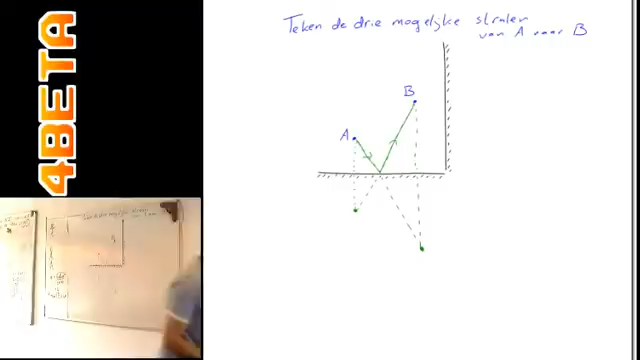 Teken de drie mogelijke stralen
van A naar B
B
A
4BETA